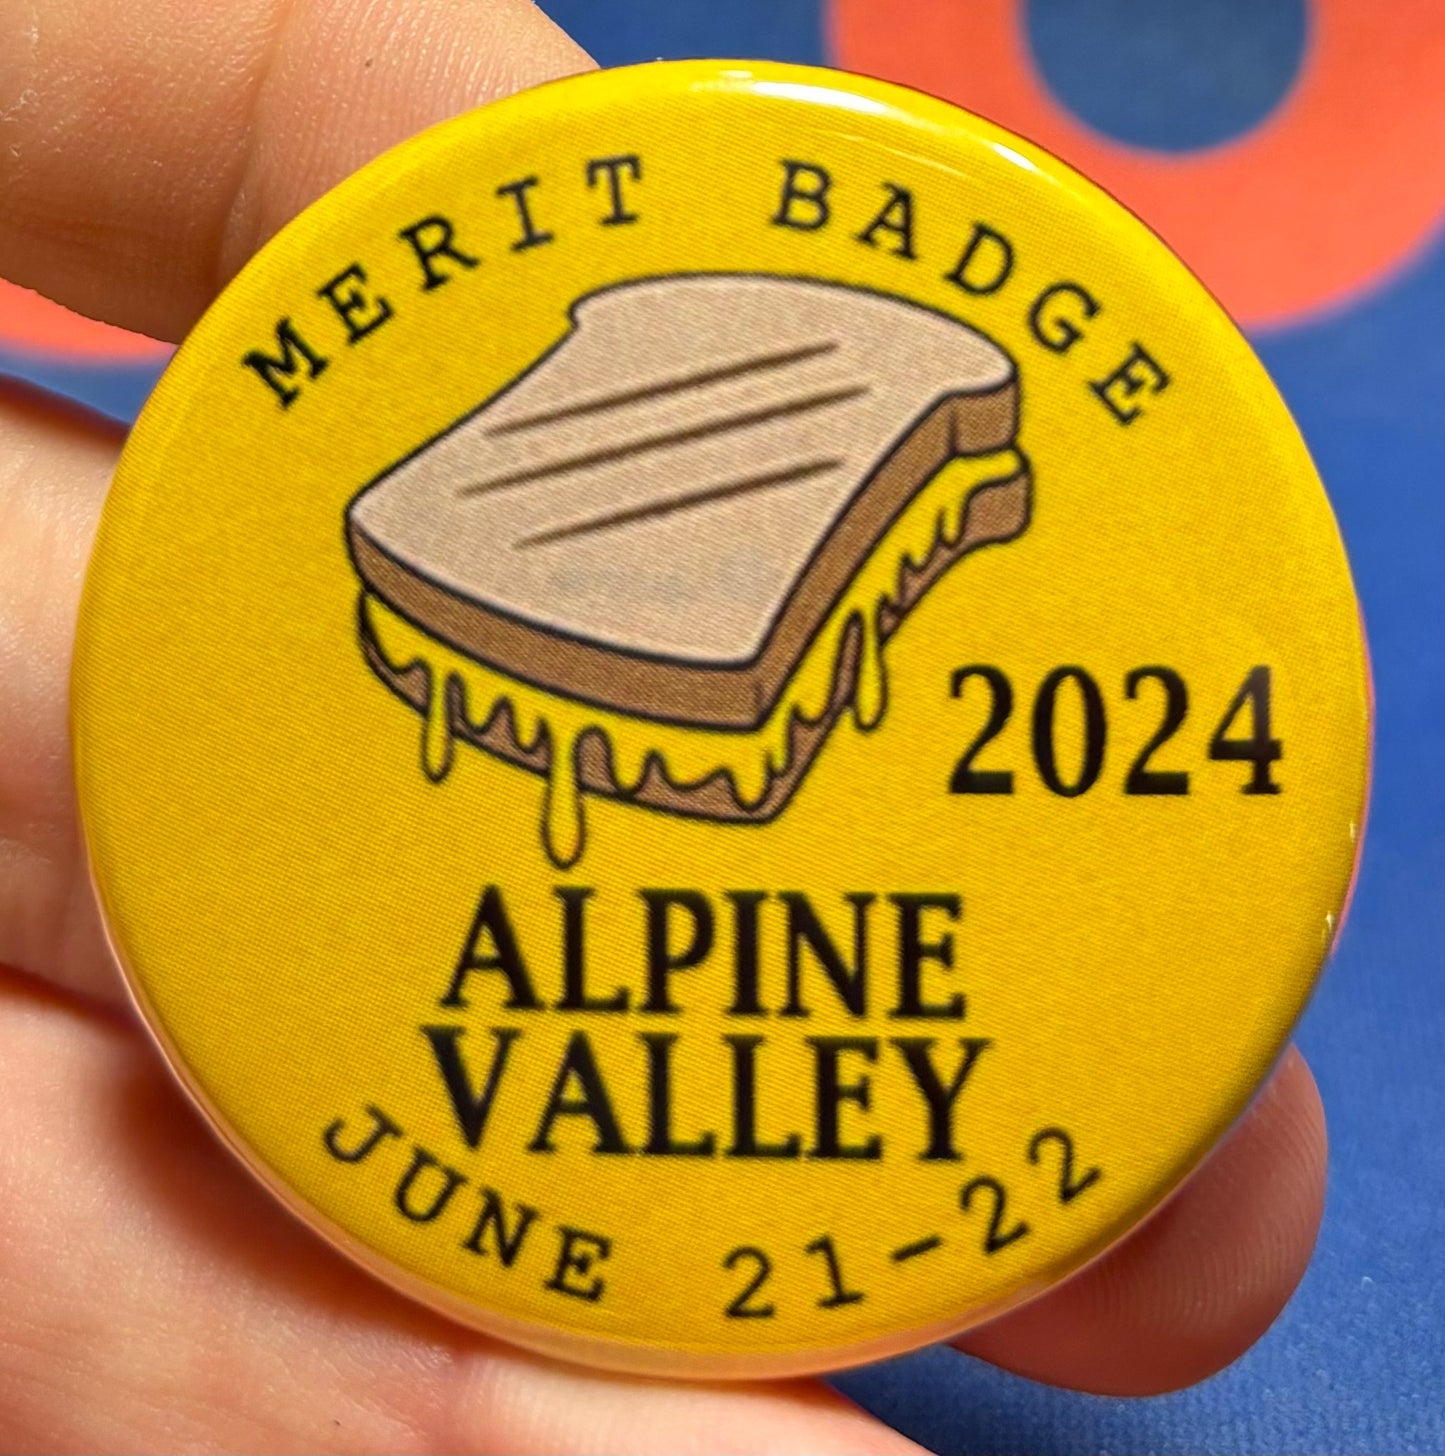 MERIT BADGE
2024
ALPINE
VALLEY
JUNE 21-22